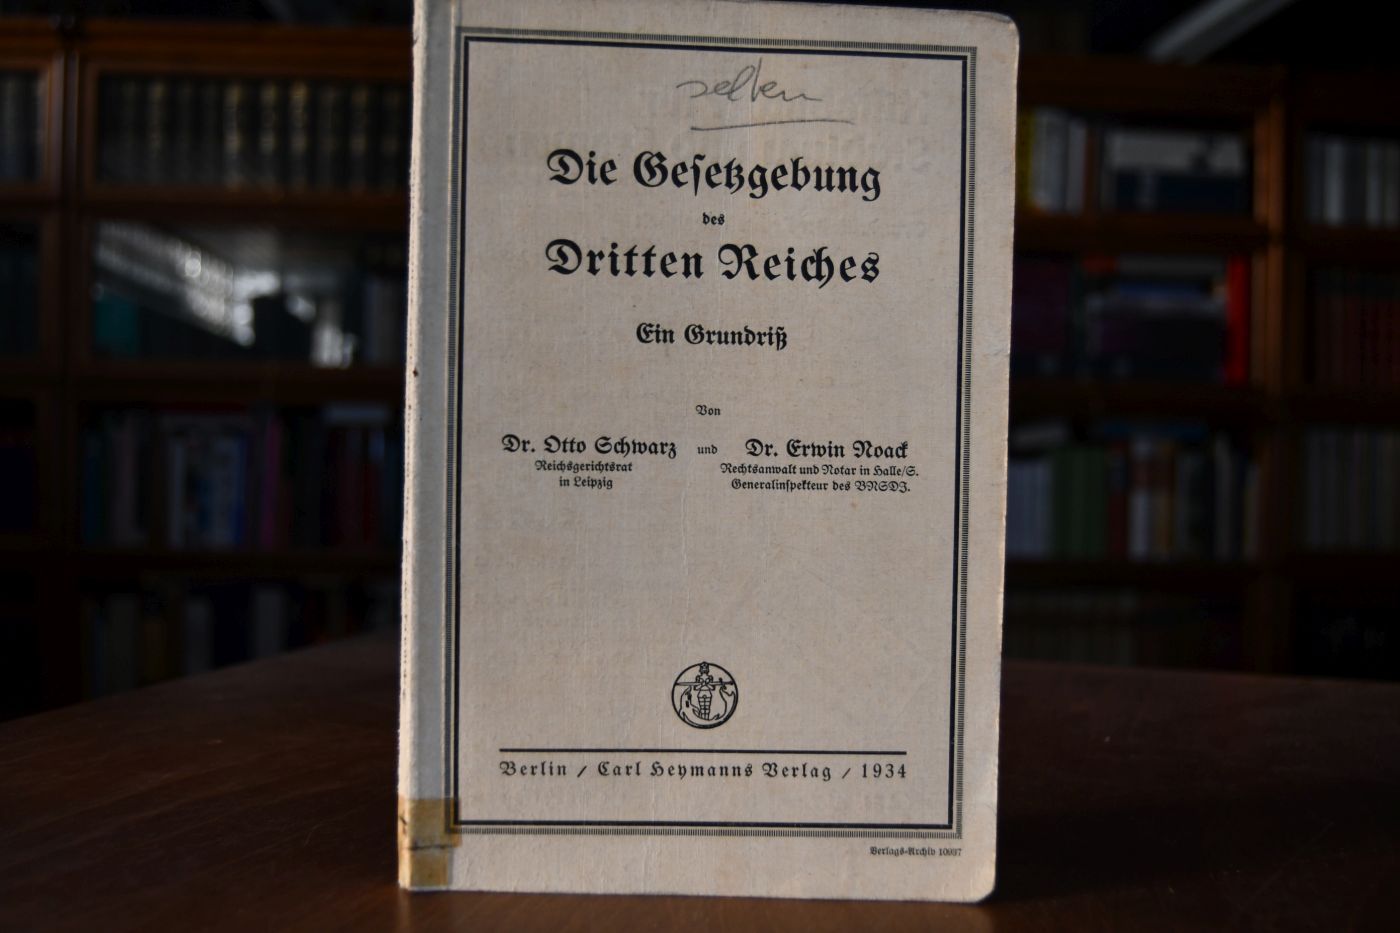 selten
Die Gesetzgebung
des
Dritten Reiches
Ein Grundriß
Von
Dr. Otto Schwarz und Dr. Erwin Noack
Reichsgerichtsrat
in Leipzig
Rechtsanwalt und Notar in Halle/S.
Generalinspekteur des BNSDJ.
Berlin / Carl Heymanns Verlag / 1934
Verlags-Archiv 10937